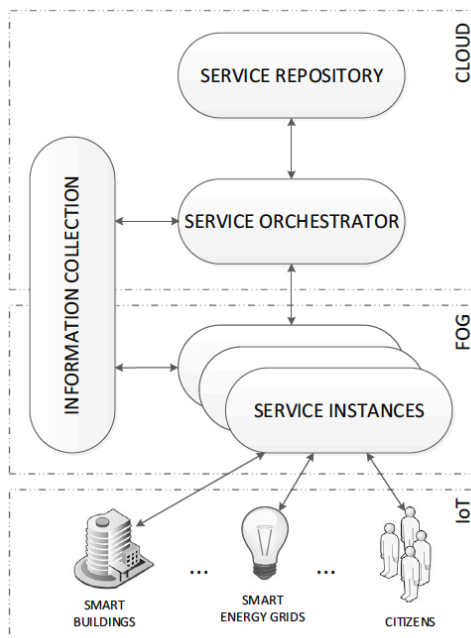 CLOUD
SERVICE REPOSITORY
SERVICE ORCHESTRATOR
INFORMATION COLLECTION
FOG
SERVICE INSTANCES
IoT
... ...
SMART
BUILDINGS
SMART
ENERGY GRIDS
CITIZENS